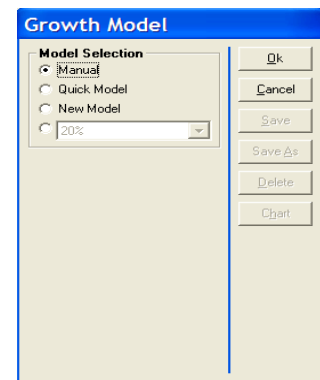 Growth Model
Model Selection
Manual
Quick Model
New Model
20%
Ok
Cancel
Save
Save As
Delete
Chart